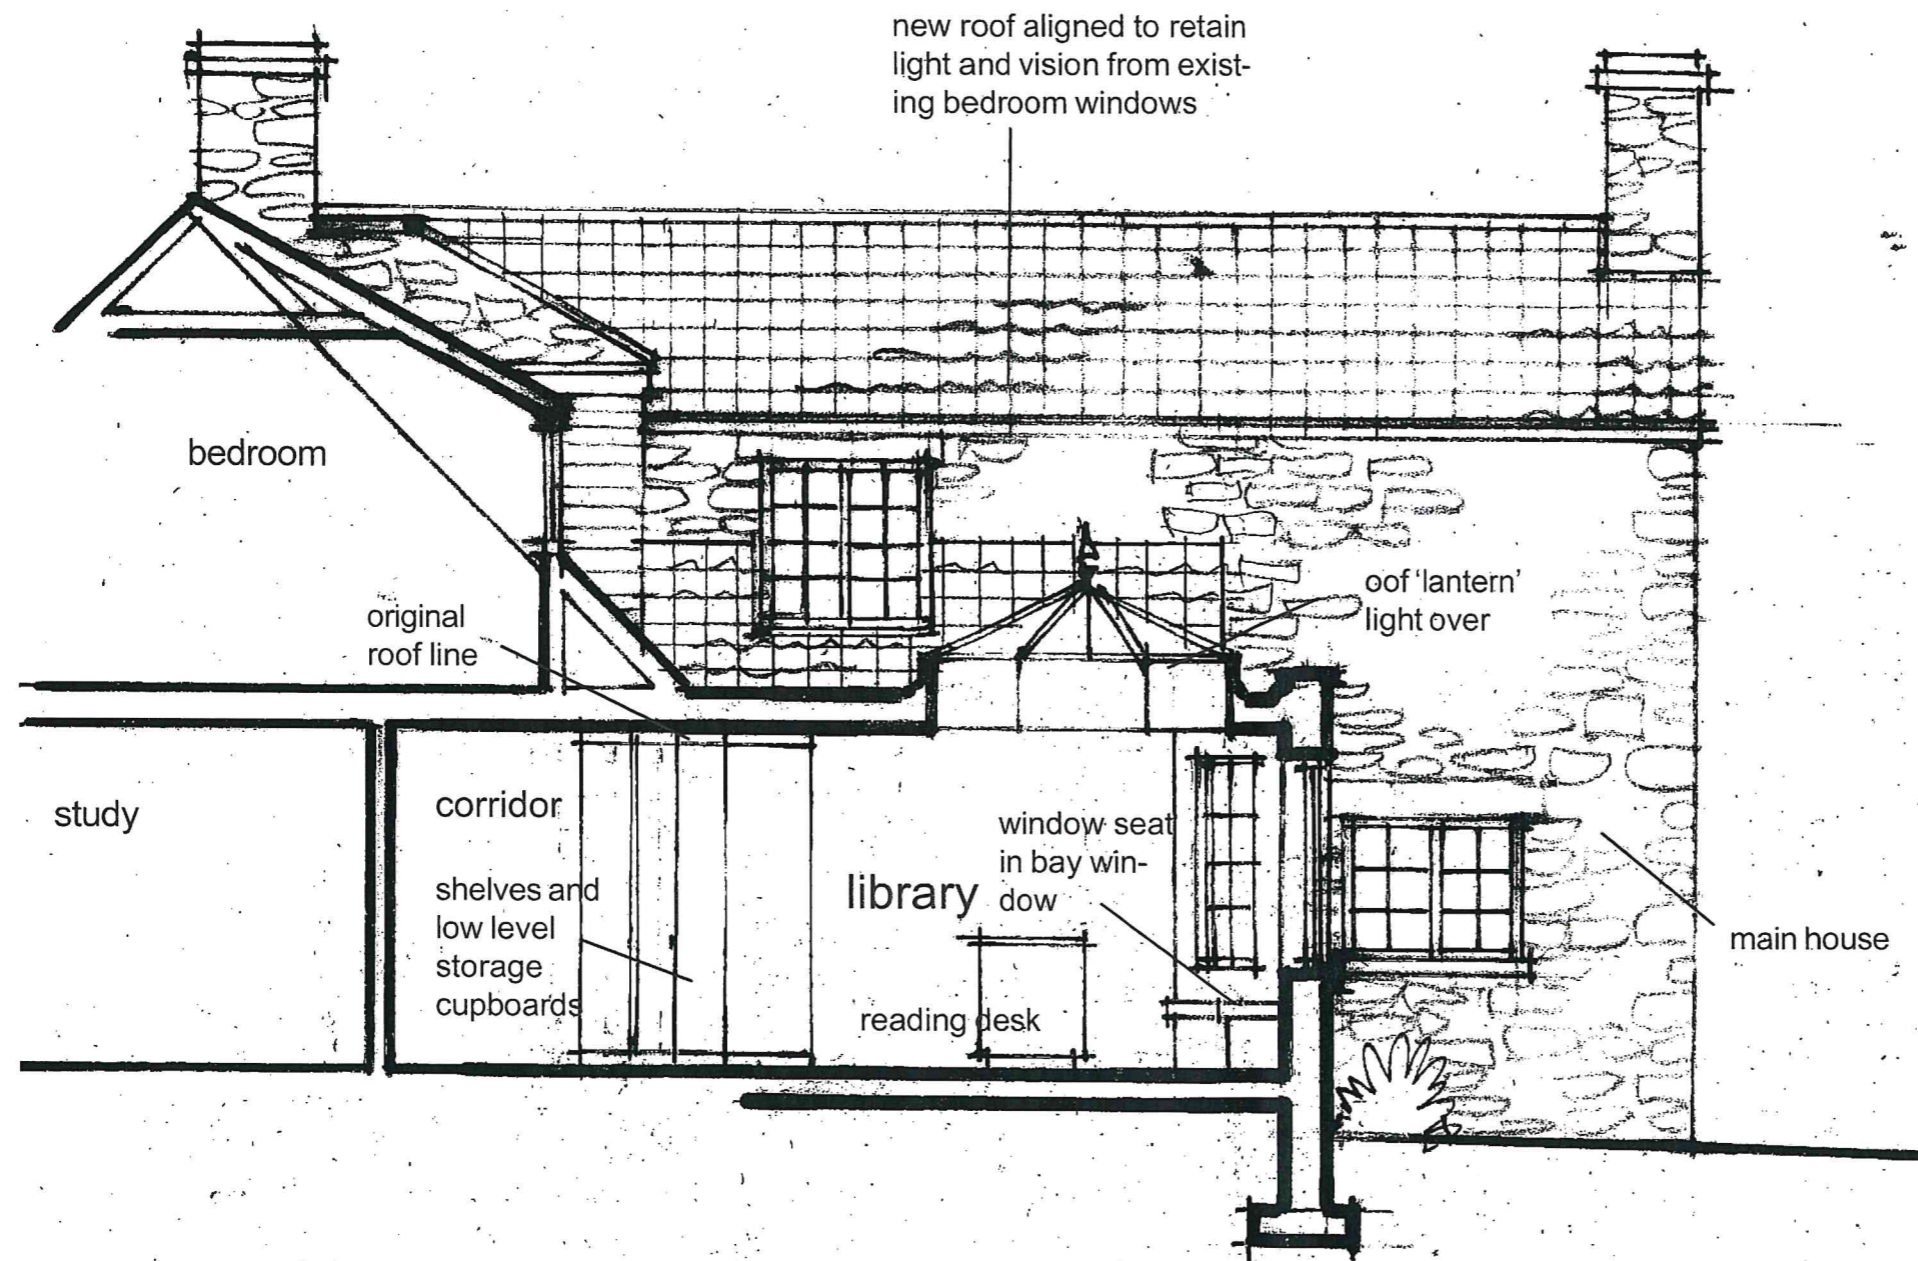 new roof aligned to retain
light and vision from exist-
ing bedroom windows
bedroom
oof ‘lantern’
light over
original
roof line
study
corridor
shelves and
low level
storage
cupboards
library
window seat
in bay win-
dow
reading desk
main house